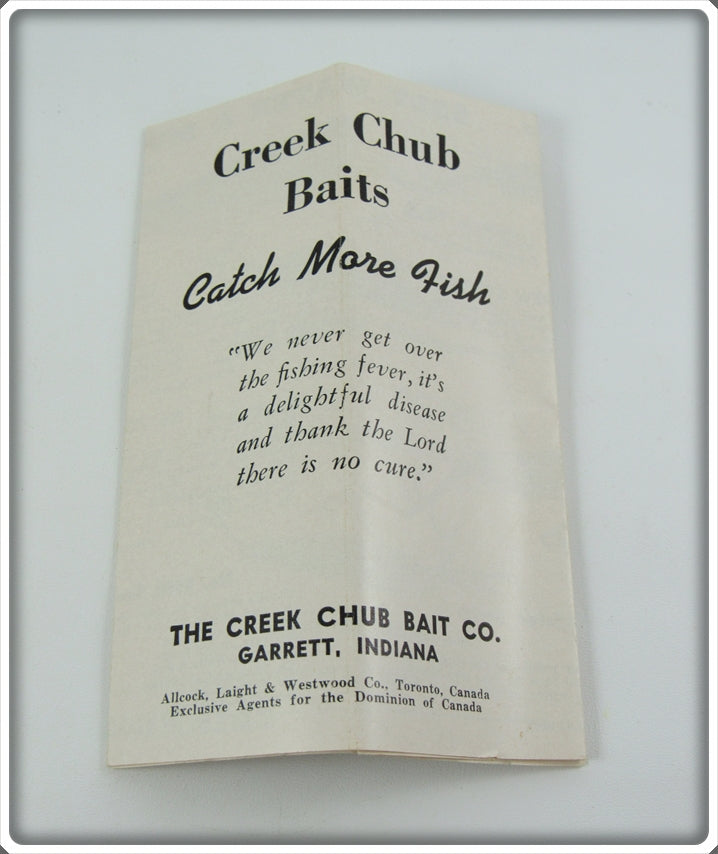 Creek Chub
Baits
Catch More Fish
"We never get over
the fishing fever, it's
a delightful disease
and thank the Lord
there is no cure."
THE CREEK CHUB BAIT CO.
GARRETT, INDIANA
Allcock, Laight & Westwood Co., Toronto, Canada
Exclusive Agents for the Dominion of Canada